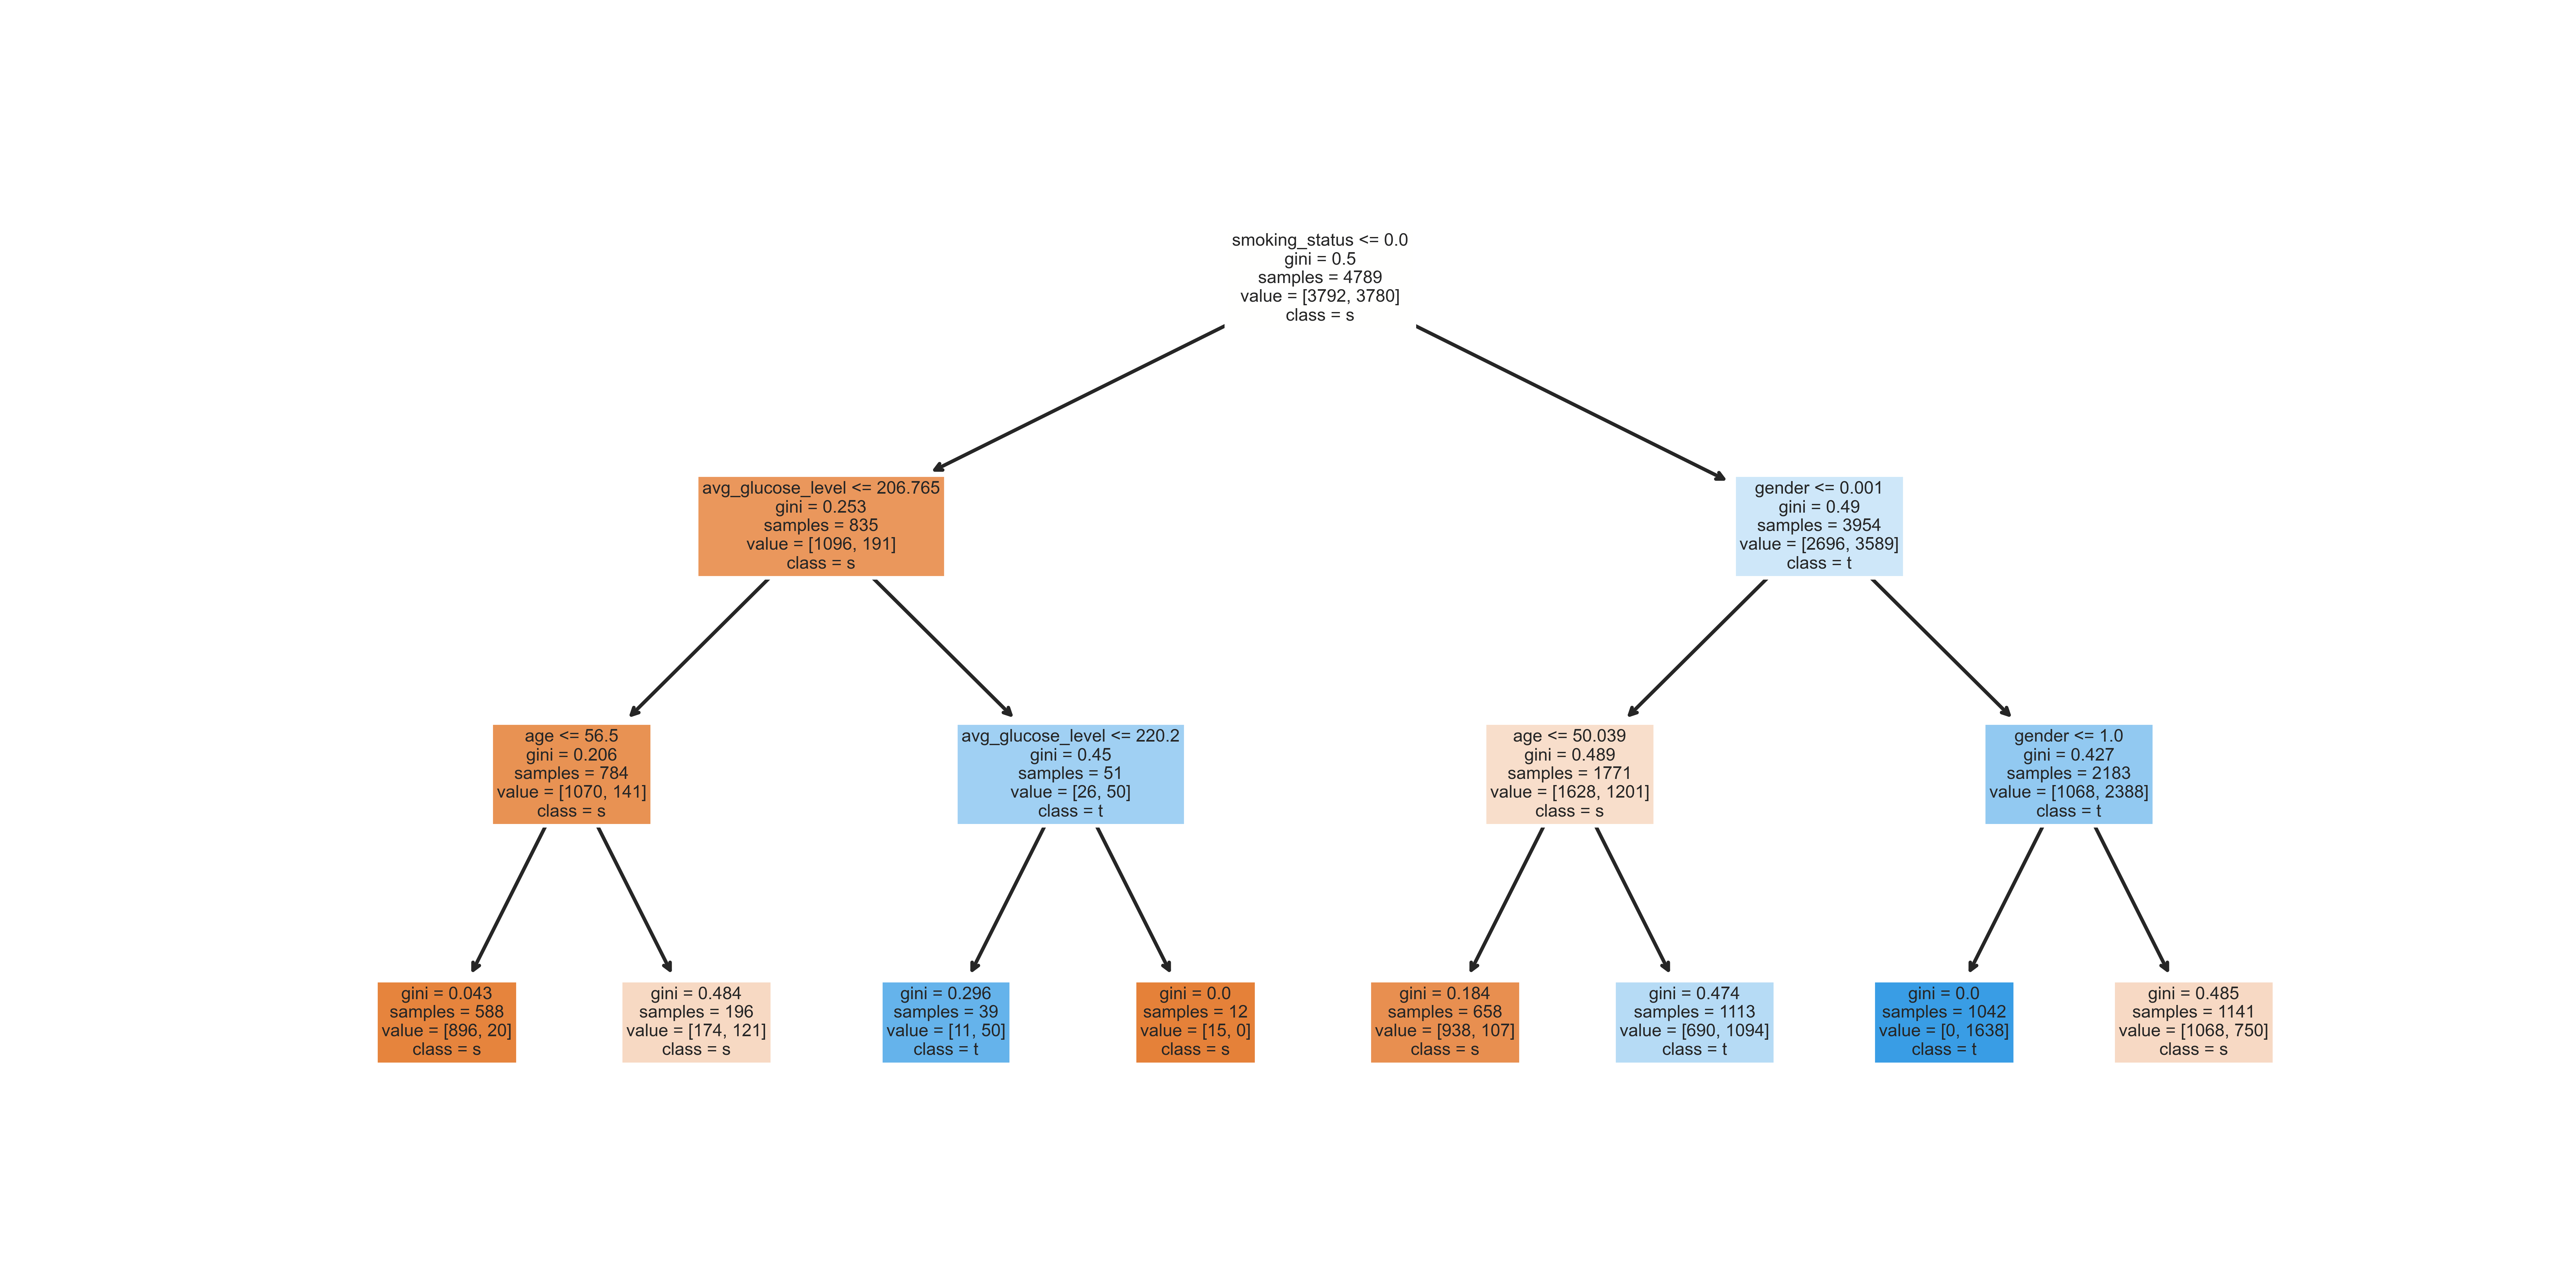 smoking_status <= 0.0
gini = 0.5
samples = 4789
value = [3792, 3780]
class = s
avg_glucose_level <= 206.765
gini = 0.253
samples = 835
value = [1096, 191]
class = s
gender <= 0.001
gini = 0.49
samples = 3954
value = [2696, 3589]
class = t
age <= 56.5
gini = 0.206
samples = 784
value = [1070, 141]
class = s
avg_glucose_level <= 220.2
gini = 0.45
samples = 51
value = [26, 50]
class = t
age <= 50.039
gini = 0.489
samples = 1771
value = [1628, 1201]
class = s
gender <= 1.0
gini = 0.427
samples = 2183
value = [1068, 2388]
class = t
gini = 0.043
samples = 588
value = [896, 20]
class = s
gini = 0.484
samples = 196
value = [174, 121]
class = s
gini = 0.296
samples = 39
value = [11, 50]
class = t
gini = 0.0
samples = 12
value = [15, 0]
class = s
gini = 0.184
samples = 658
value = [938, 107]
class = s
gini = 0.474
samples = 1113
value = [690, 1094]
class = t
gini = 0.0
samples = 1042
value = [0, 1638]
class = t
gini = 0.485
samples = 1141
value = [1068, 750]
class = s